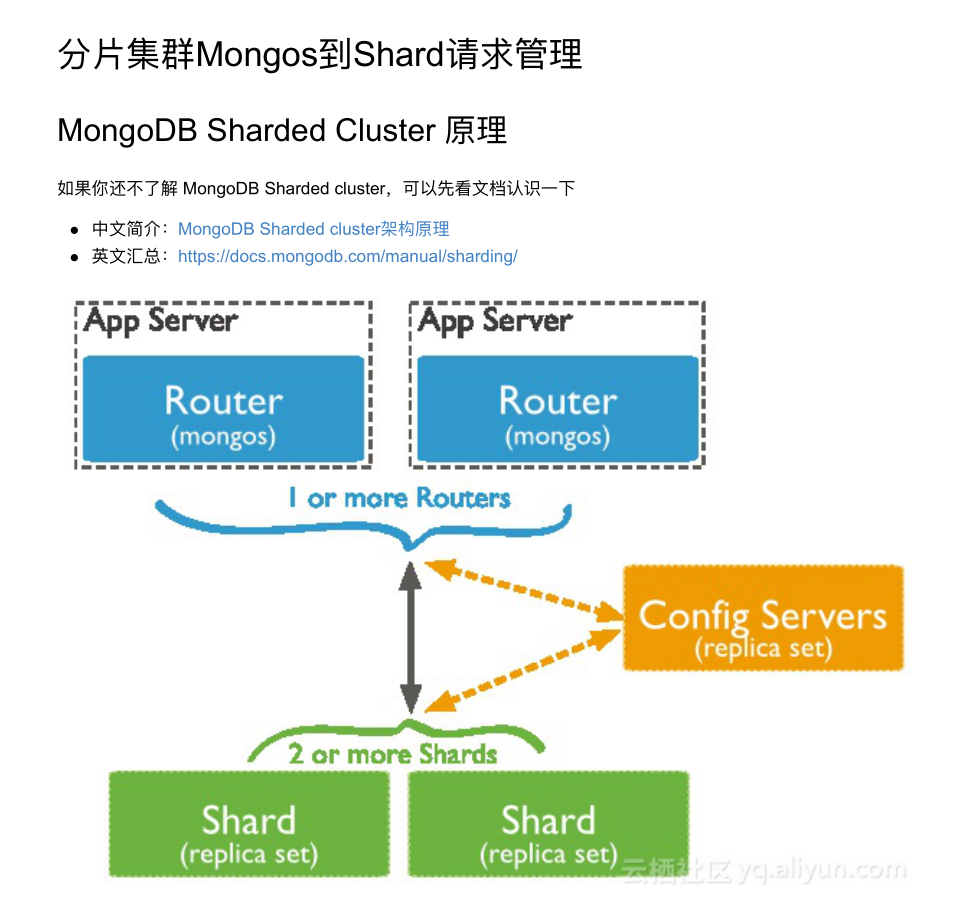 分片集群Mongos到Shard请求管理
MongoDB Sharded Cluster 原理
如果你还不了解 MongoDB Sharded cluster，可以先看文档认识一下
● 中文简介：MongoDB Sharded cluster架构原理
● 英文汇总：https://docs.mongodb.com/manual/sharding/
App Server
App Server
Router
(mongos)
Router
(mongos)
1 or more Routers
Config Servers
(replica set)
2 or more Shards
Shard
(replica set)
Shard
(replica set)
云栖社区 yq.aliyun.com